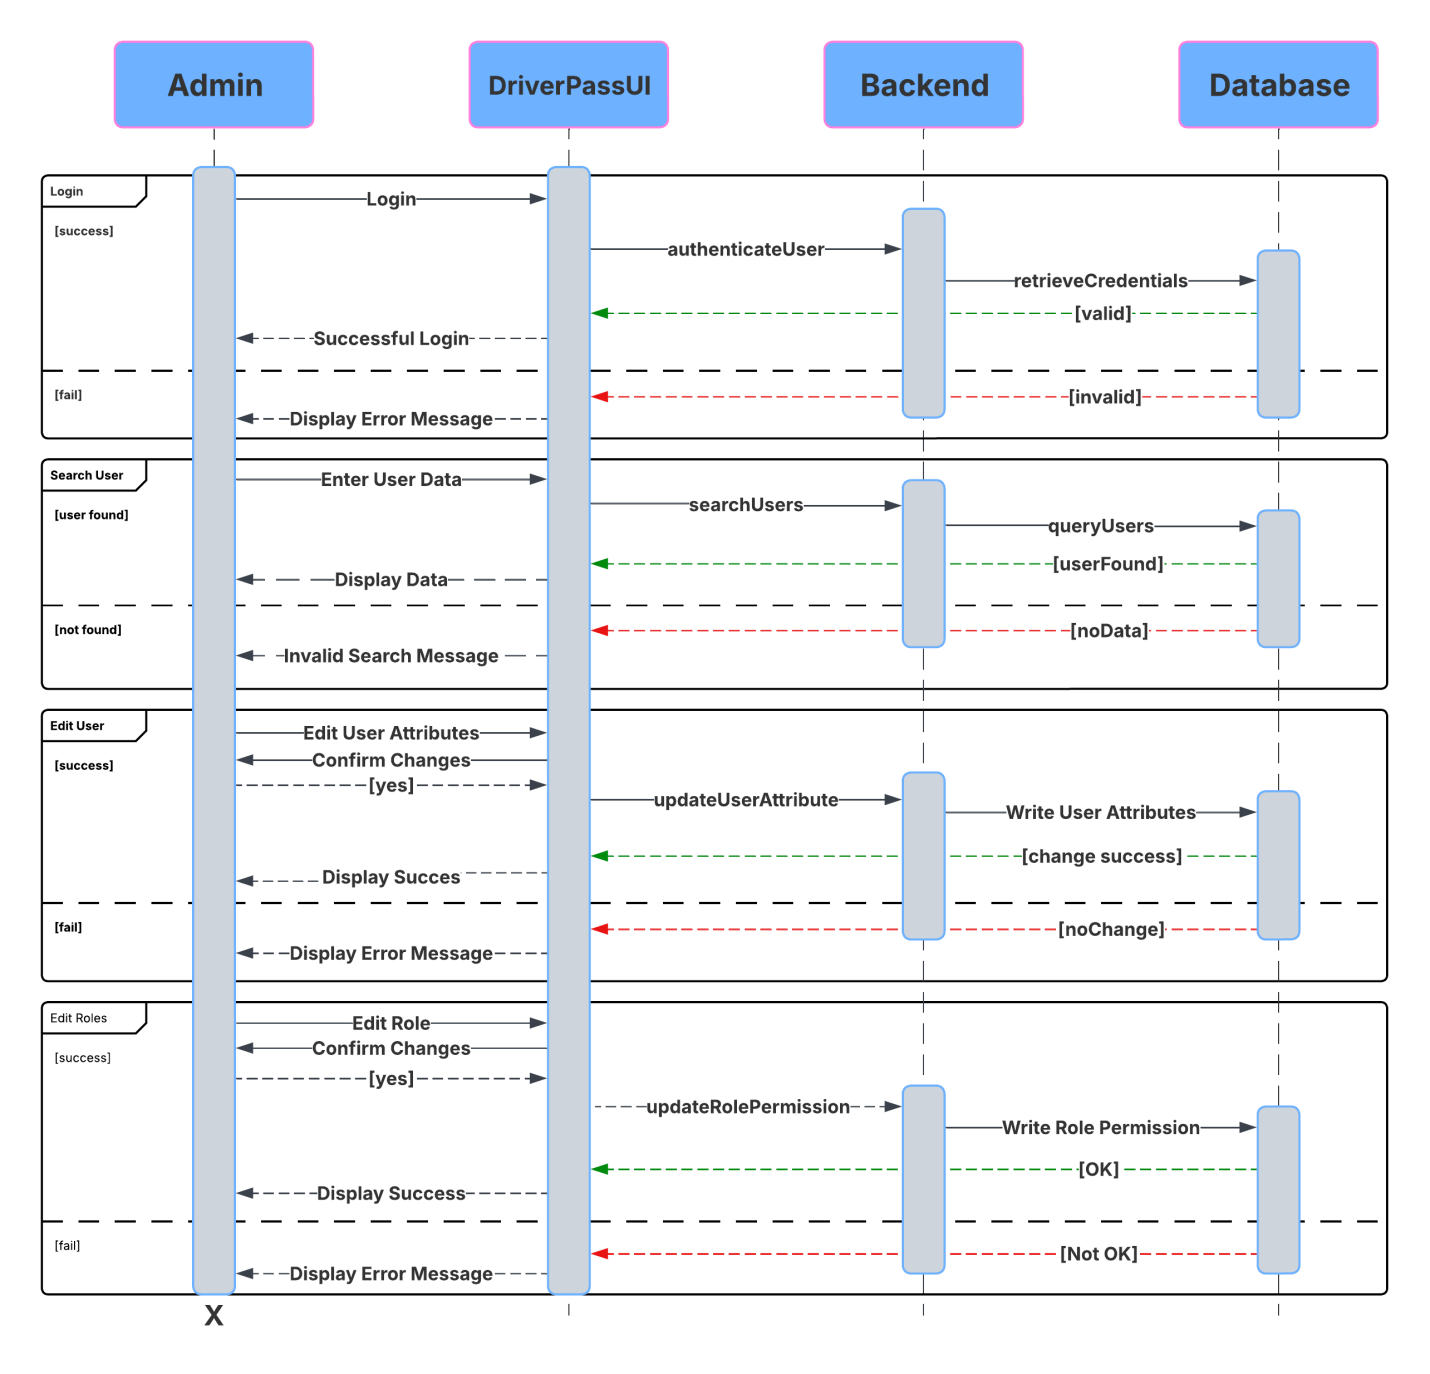 Admin
DriverPassUI
Backend
Database
Login
Login
[success]
authenticateUser
retrieveCredentials
[valid]
Successful Login
[fail]
[invalid]
Display Error Message
Search User
Enter User Data
searchUsers
[user found]
queryUsers
[userFound]
Display Data
[not found]
[noData]
Invalid Search Message
Edit User
Edit User Attributes
Confirm Changes
[success]
[yes]
updateUserAttribute
Write User Attributes
[change success]
Display Succes
[fail]
[noChange]
Display Error Message
Edit Roles
Edit Role
Confirm Changes
[success]
[yes]
updateRolePermission
Write Role Permission
[OK]
Display Success
[fail]
[Not OK]
Display Error Message
X